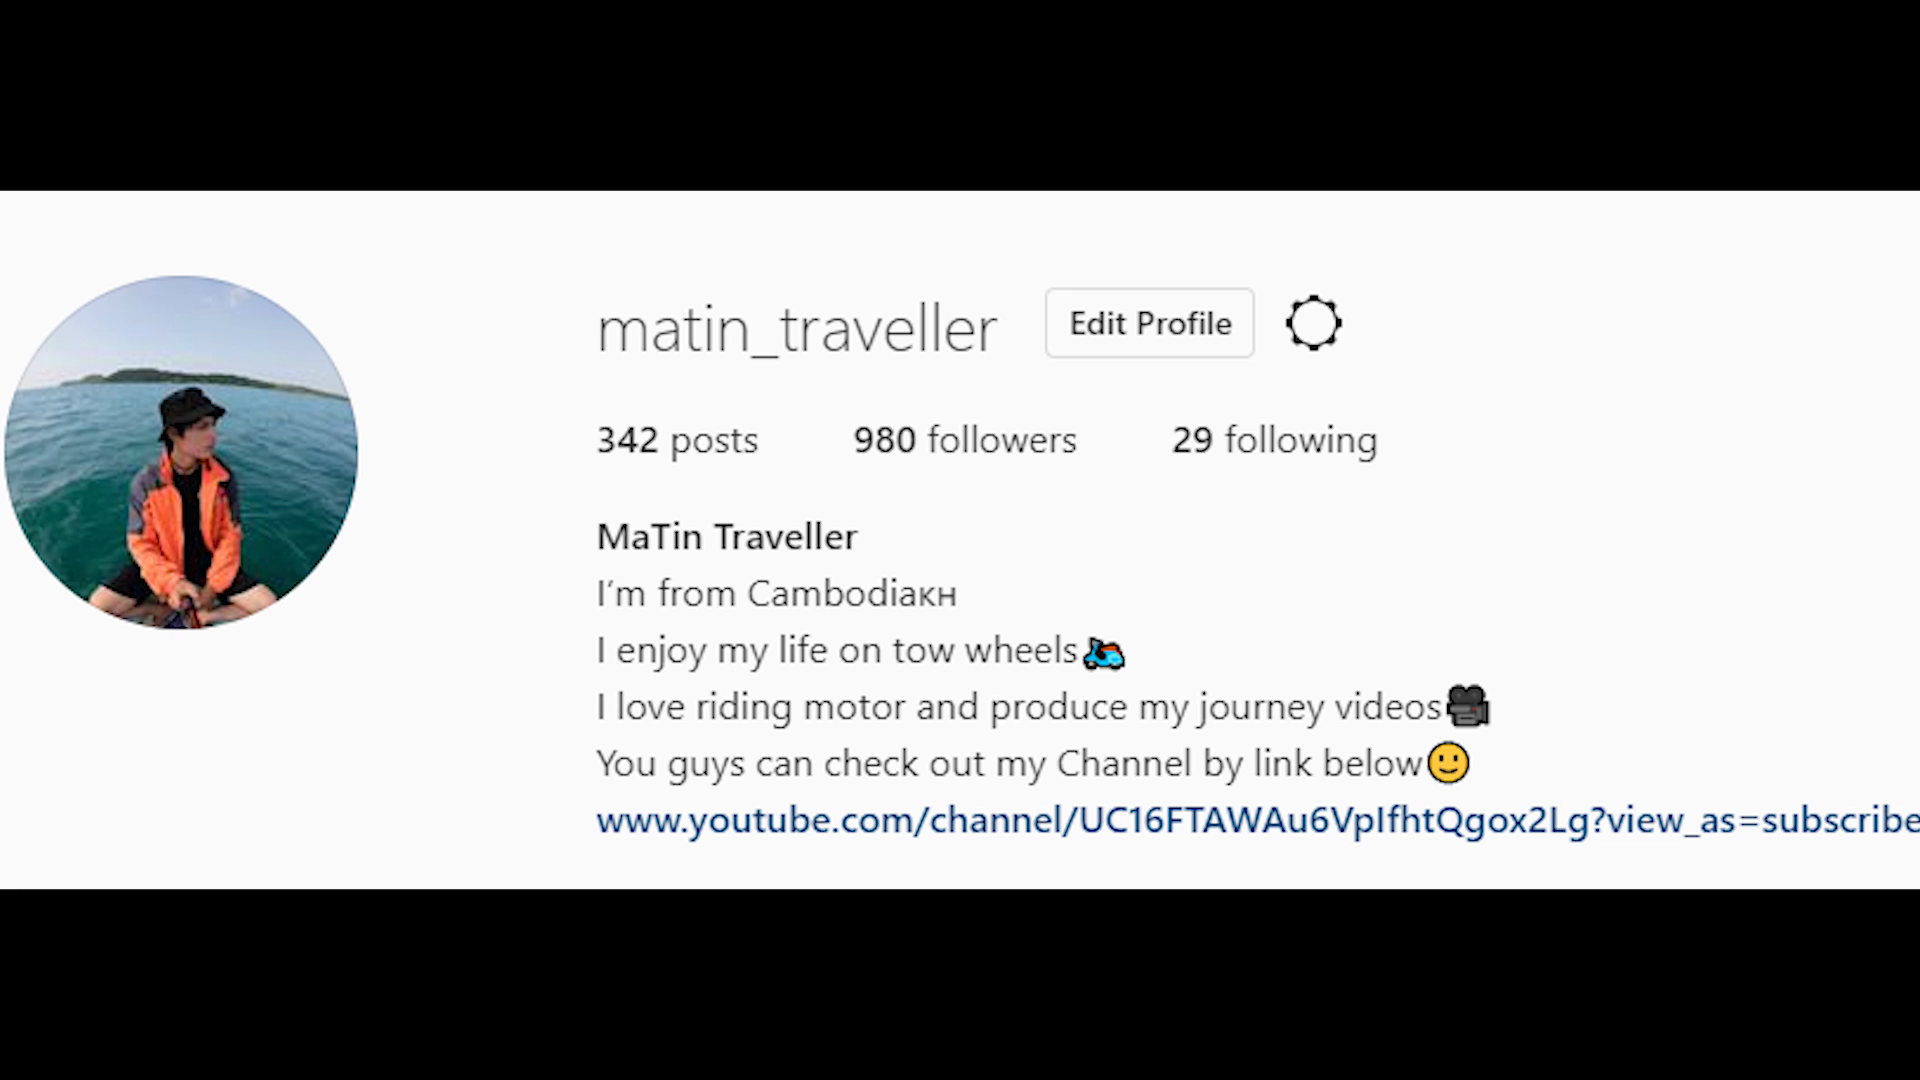 matin_traveller Edit Profile
342 posts 980 followers 29 following
MaTin Traveller
I'm from Cambodiaᴋʜ
I enjoy my life on tow wheels🛵
I love riding motor and produce my journey videos🎥
You guys can check out my Channel by link below🙂
www.youtube.com/channel/UC16FTAWAu6VpIfhtQgox2Lg?view_as=subscribe